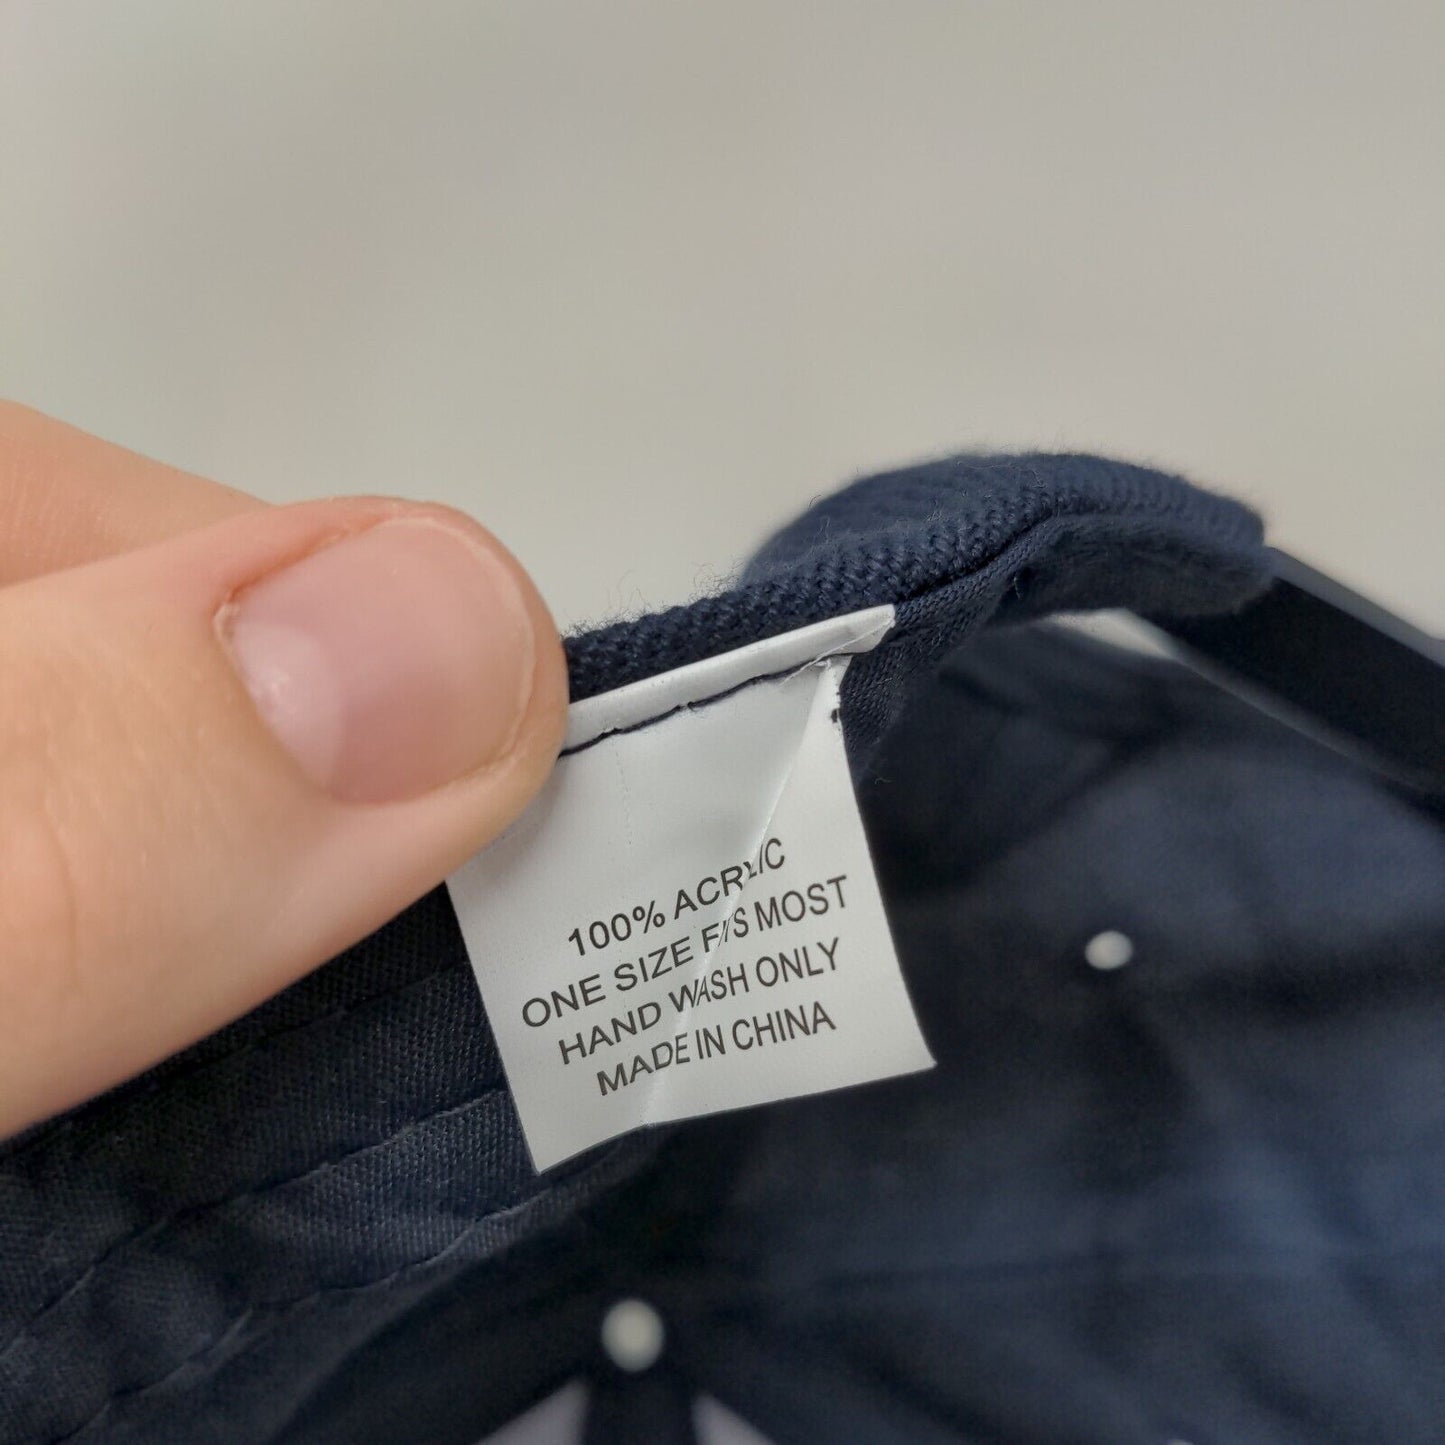 100% ACRYLIC
ONE SIZE FITS MOST
HAND WASH ONLY
MADE IN CHINA